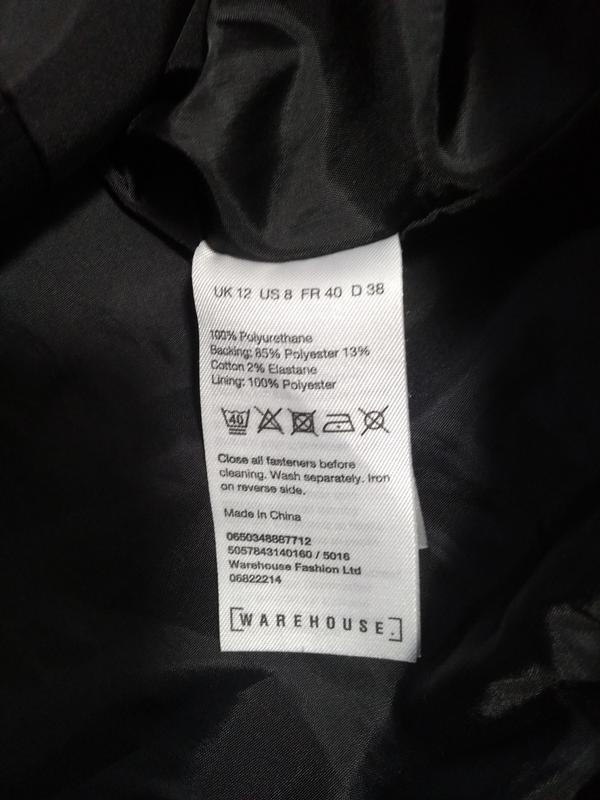 UK 12 US 8 FR 40 D 38
100% Polyurethane
Backing: 85% Polyester 13%
Cotton 2% Elastane
Lining: 100% Polyester
40
Close all fasteners before
cleaning. Wash separately. Iron
on reverse side.
Made in China
0650348887712
5057843140160 / 5016
Warehouse Fashion Ltd
06822214
[WAREHOUSE.]